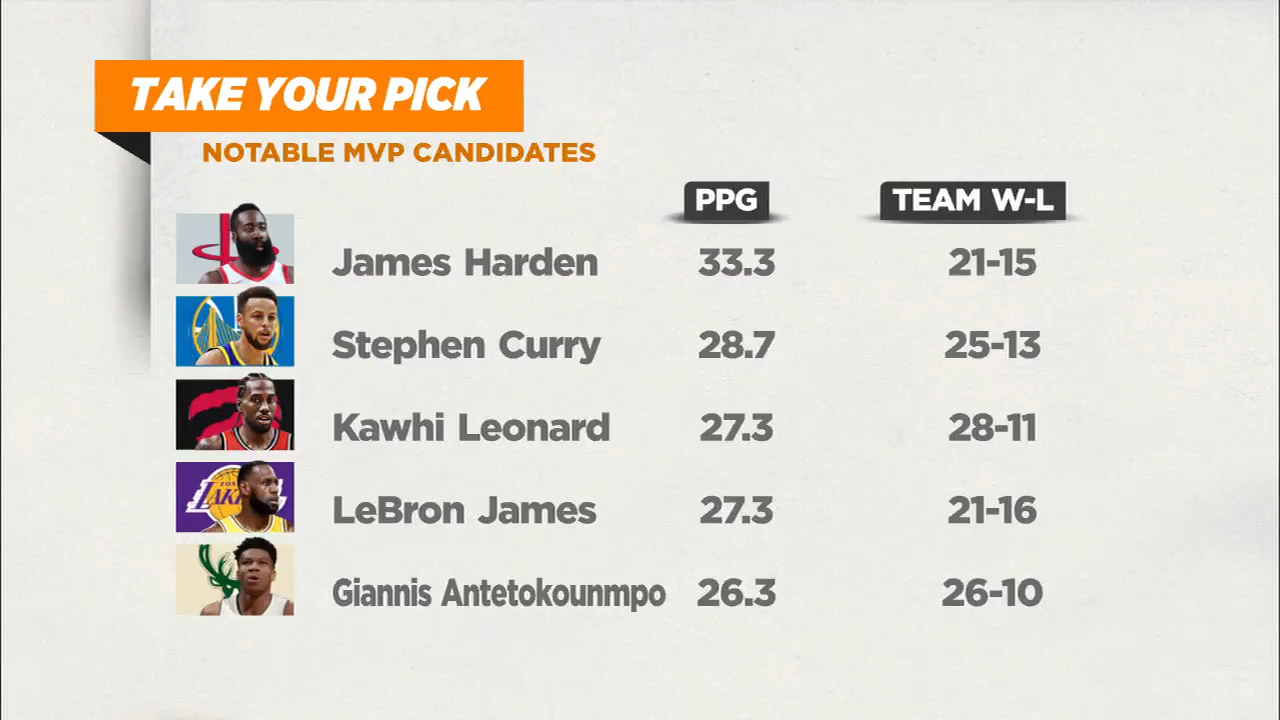 TAKE YOUR PICK
NOTABLE MVP CANDIDATES
PPG TEAM W-L
James Harden 33.3 21-15
Stephen Curry 28.7 25-13
Kawhi Leonard 27.3 28-11
LeBron James 27.3 21-16
Giannis Antetokounmpo 26.3 26-10